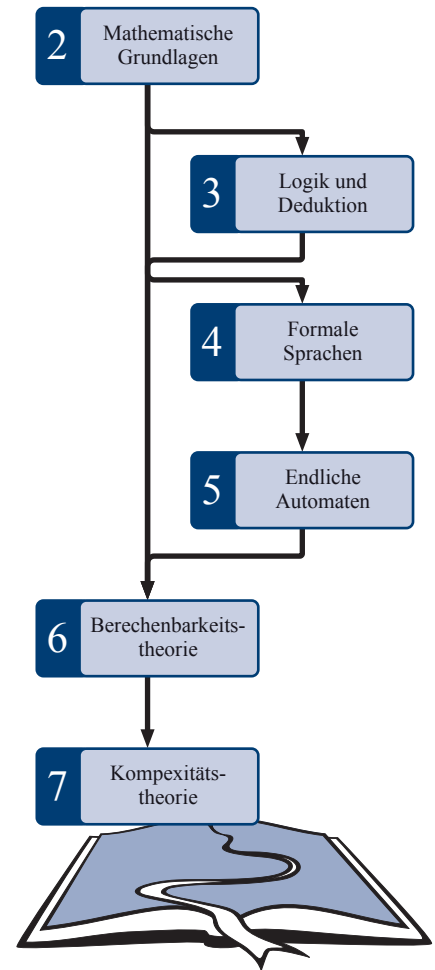 2
Mathematische
Grundlagen
3
Logik und
Deduktion
4
Formale
Sprachen
5
Endliche
Automaten
6
Berechenbarkeits-
theorie
7
Kompexitäts-
theorie